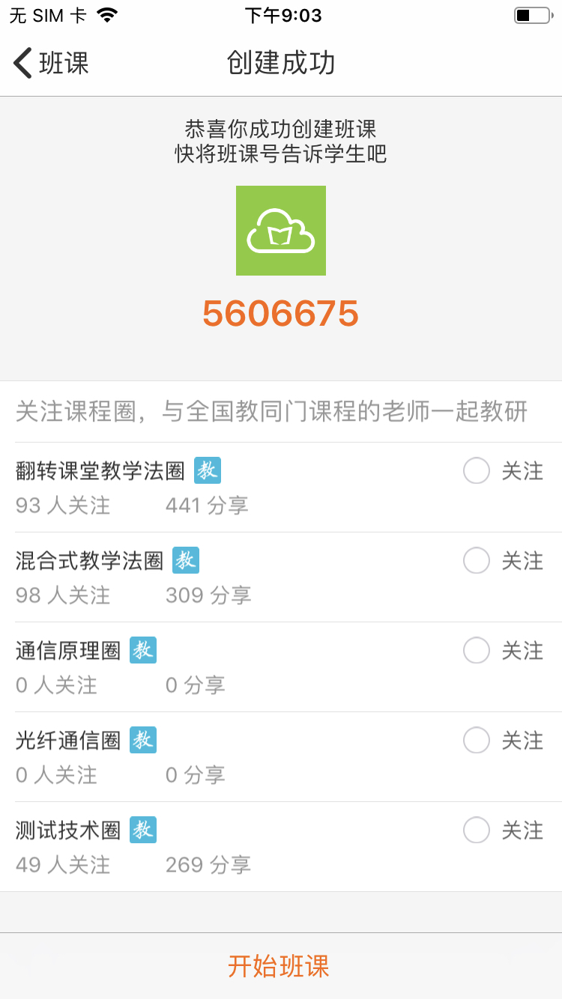 无 SIM 卡 下午9:03
班课 创建成功
恭喜你成功创建班课
快将班课号告诉学生吧
5606675
关注课程圈，与全国教同门课程的老师一起教研
翻转课堂教学法圈 教 关注
93 人关注 441 分享
混合式教学法圈 教 关注
98 人关注 309 分享
通信原理圈 教 关注
0 人关注 0 分享
光纤通信圈 教 关注
0 人关注 0 分享
测试技术圈 教 关注
49 人关注 269 分享
开始班课